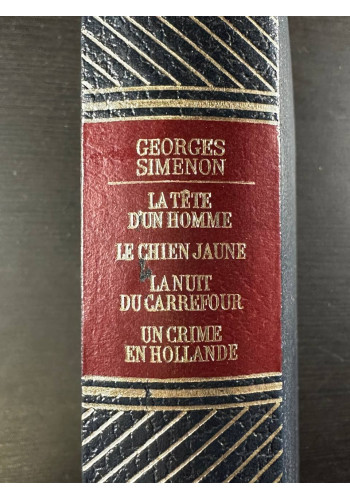 GEORGES
SIMENON
LA TÊTE
D'UN HOMME
LE CHIEN JAUNE
LA NUIT
DU CARREFOUR
UN CRIME
EN HOLLANDE